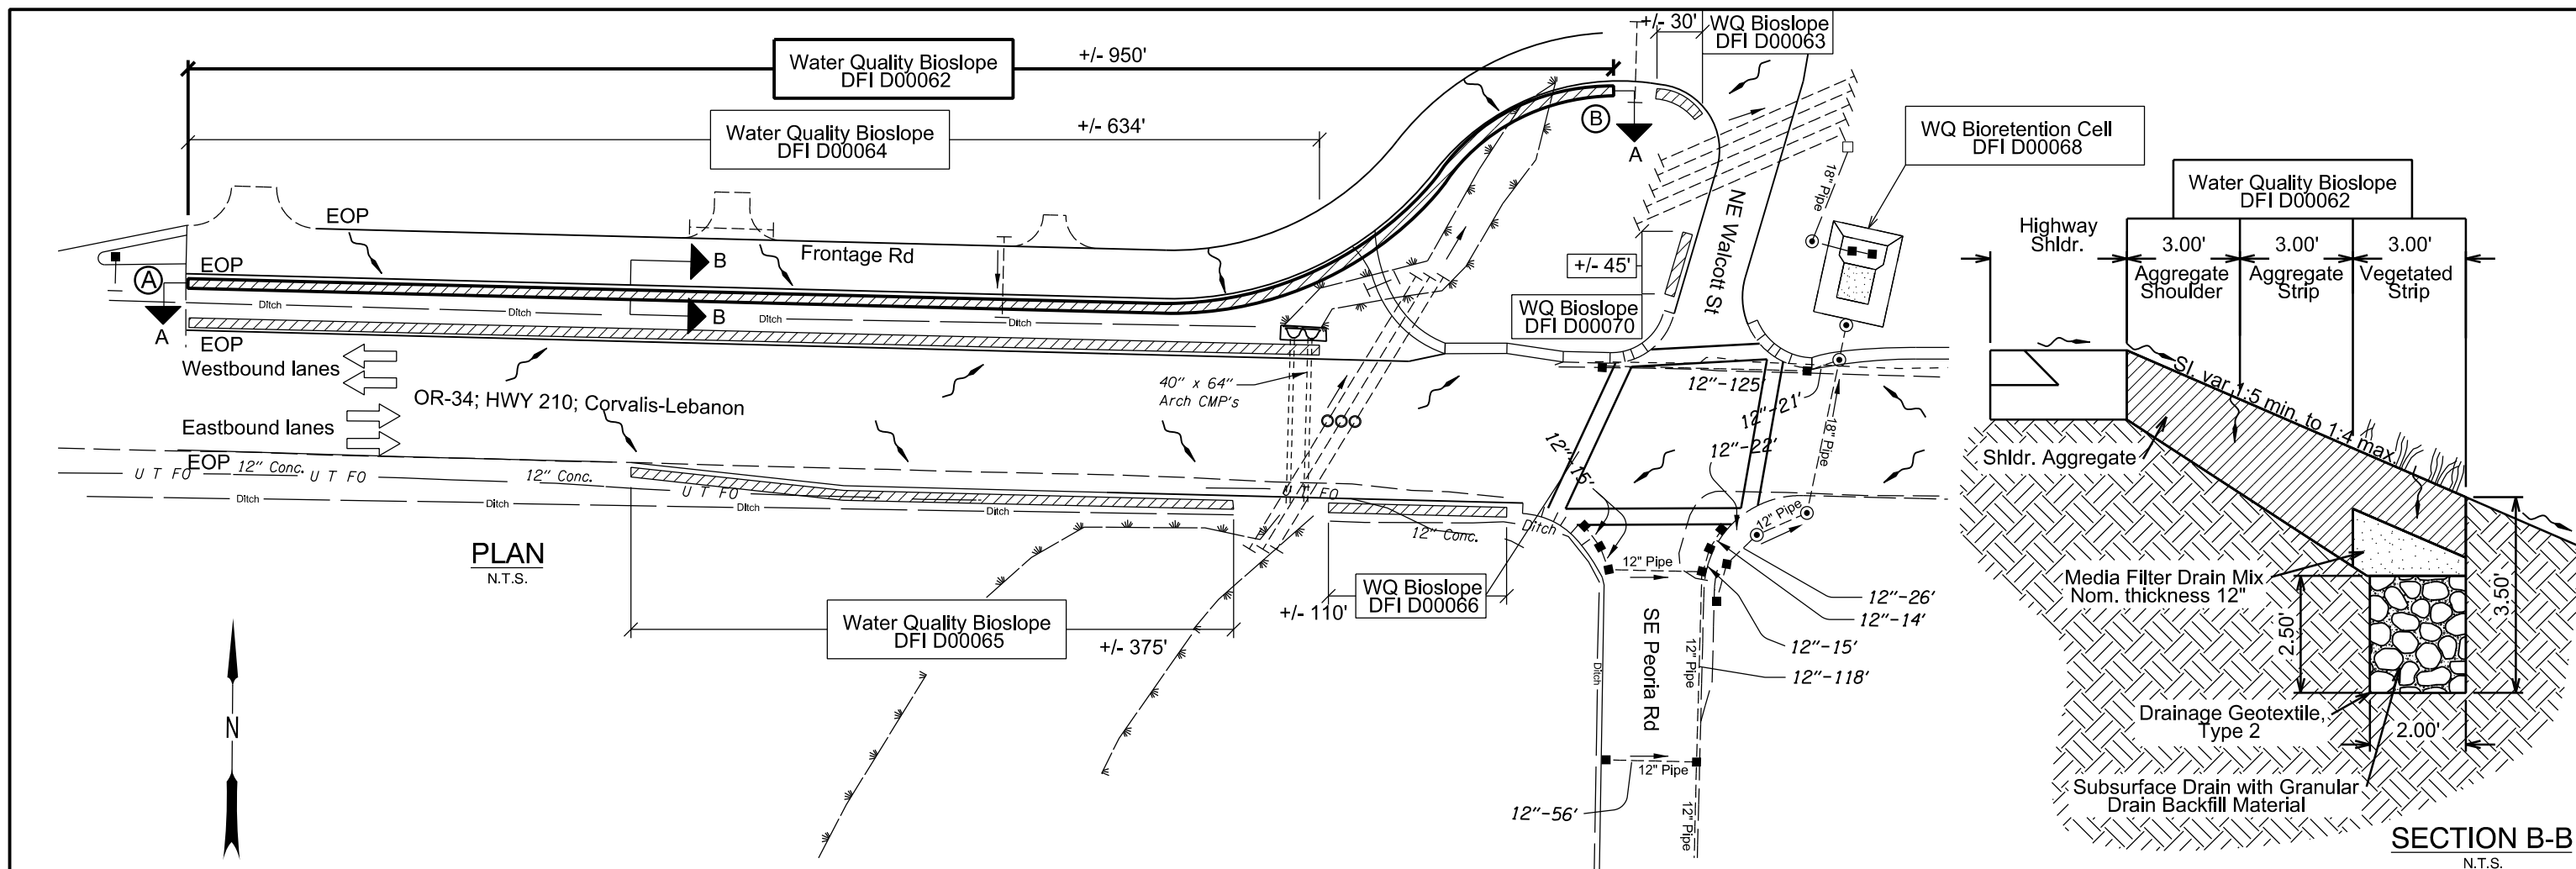 Water Quality Bioslope
DFI D00062
+/- 950'
+/- 30'
WQ Bioslope
DFI D00063
Water Quality Bioslope
DFI D00064
+/- 634'
B
A
WQ Bioretention Cell
DFI D00068
18" Pipe
EOP
Frontage Rd
B
EOP
A
A
Ditch
B
Ditch
Ditch
NE Walcott St
+/- 45'
WQ Bioslope
DFI D00070
EOP
Westbound lanes
OR-34; HWY 210; Corvalis-Lebanon
Eastbound lanes
40" x 64"
Arch CMP's
12"-125'
12"-21'
12"-22'
12"-15'
18" Pipe
EOP
12" Conc.
U T FO
U T FO
12" Conc.
U T FO
U T FO
Ditch
Ditch
Ditch
Ditch
Ditch
12" Conc.
12" Pipe
PLAN
N.T.S.
12" Pipe
WQ Bioslope
DFI D00066
+/- 110'
Water Quality Bioslope
DFI D00065
+/- 375'
12"-26'
12"-14'
12"-15'
12"-118'
SE Peoria Rd
12" Pipe
Ditch
12" Pipe
12"-56'
12" Pipe
N
Water Quality Bioslope
DFI D00062
Highway
Shldr.
3.00'
Aggregate
Shoulder
3.00'
Aggregate
Strip
3.00'
Vegetated
Strip
Sl. var 1:5 min. to 1:4 max.
Shldr. Aggregate
Media Filter Drain Mix
Nom. thickness 12"
2.50'
3.50'
Drainage Geotextile,
Type 2
2.00'
Subsurface Drain with Granular
Drain Backfill Material
SECTION B-B
N.T.S.